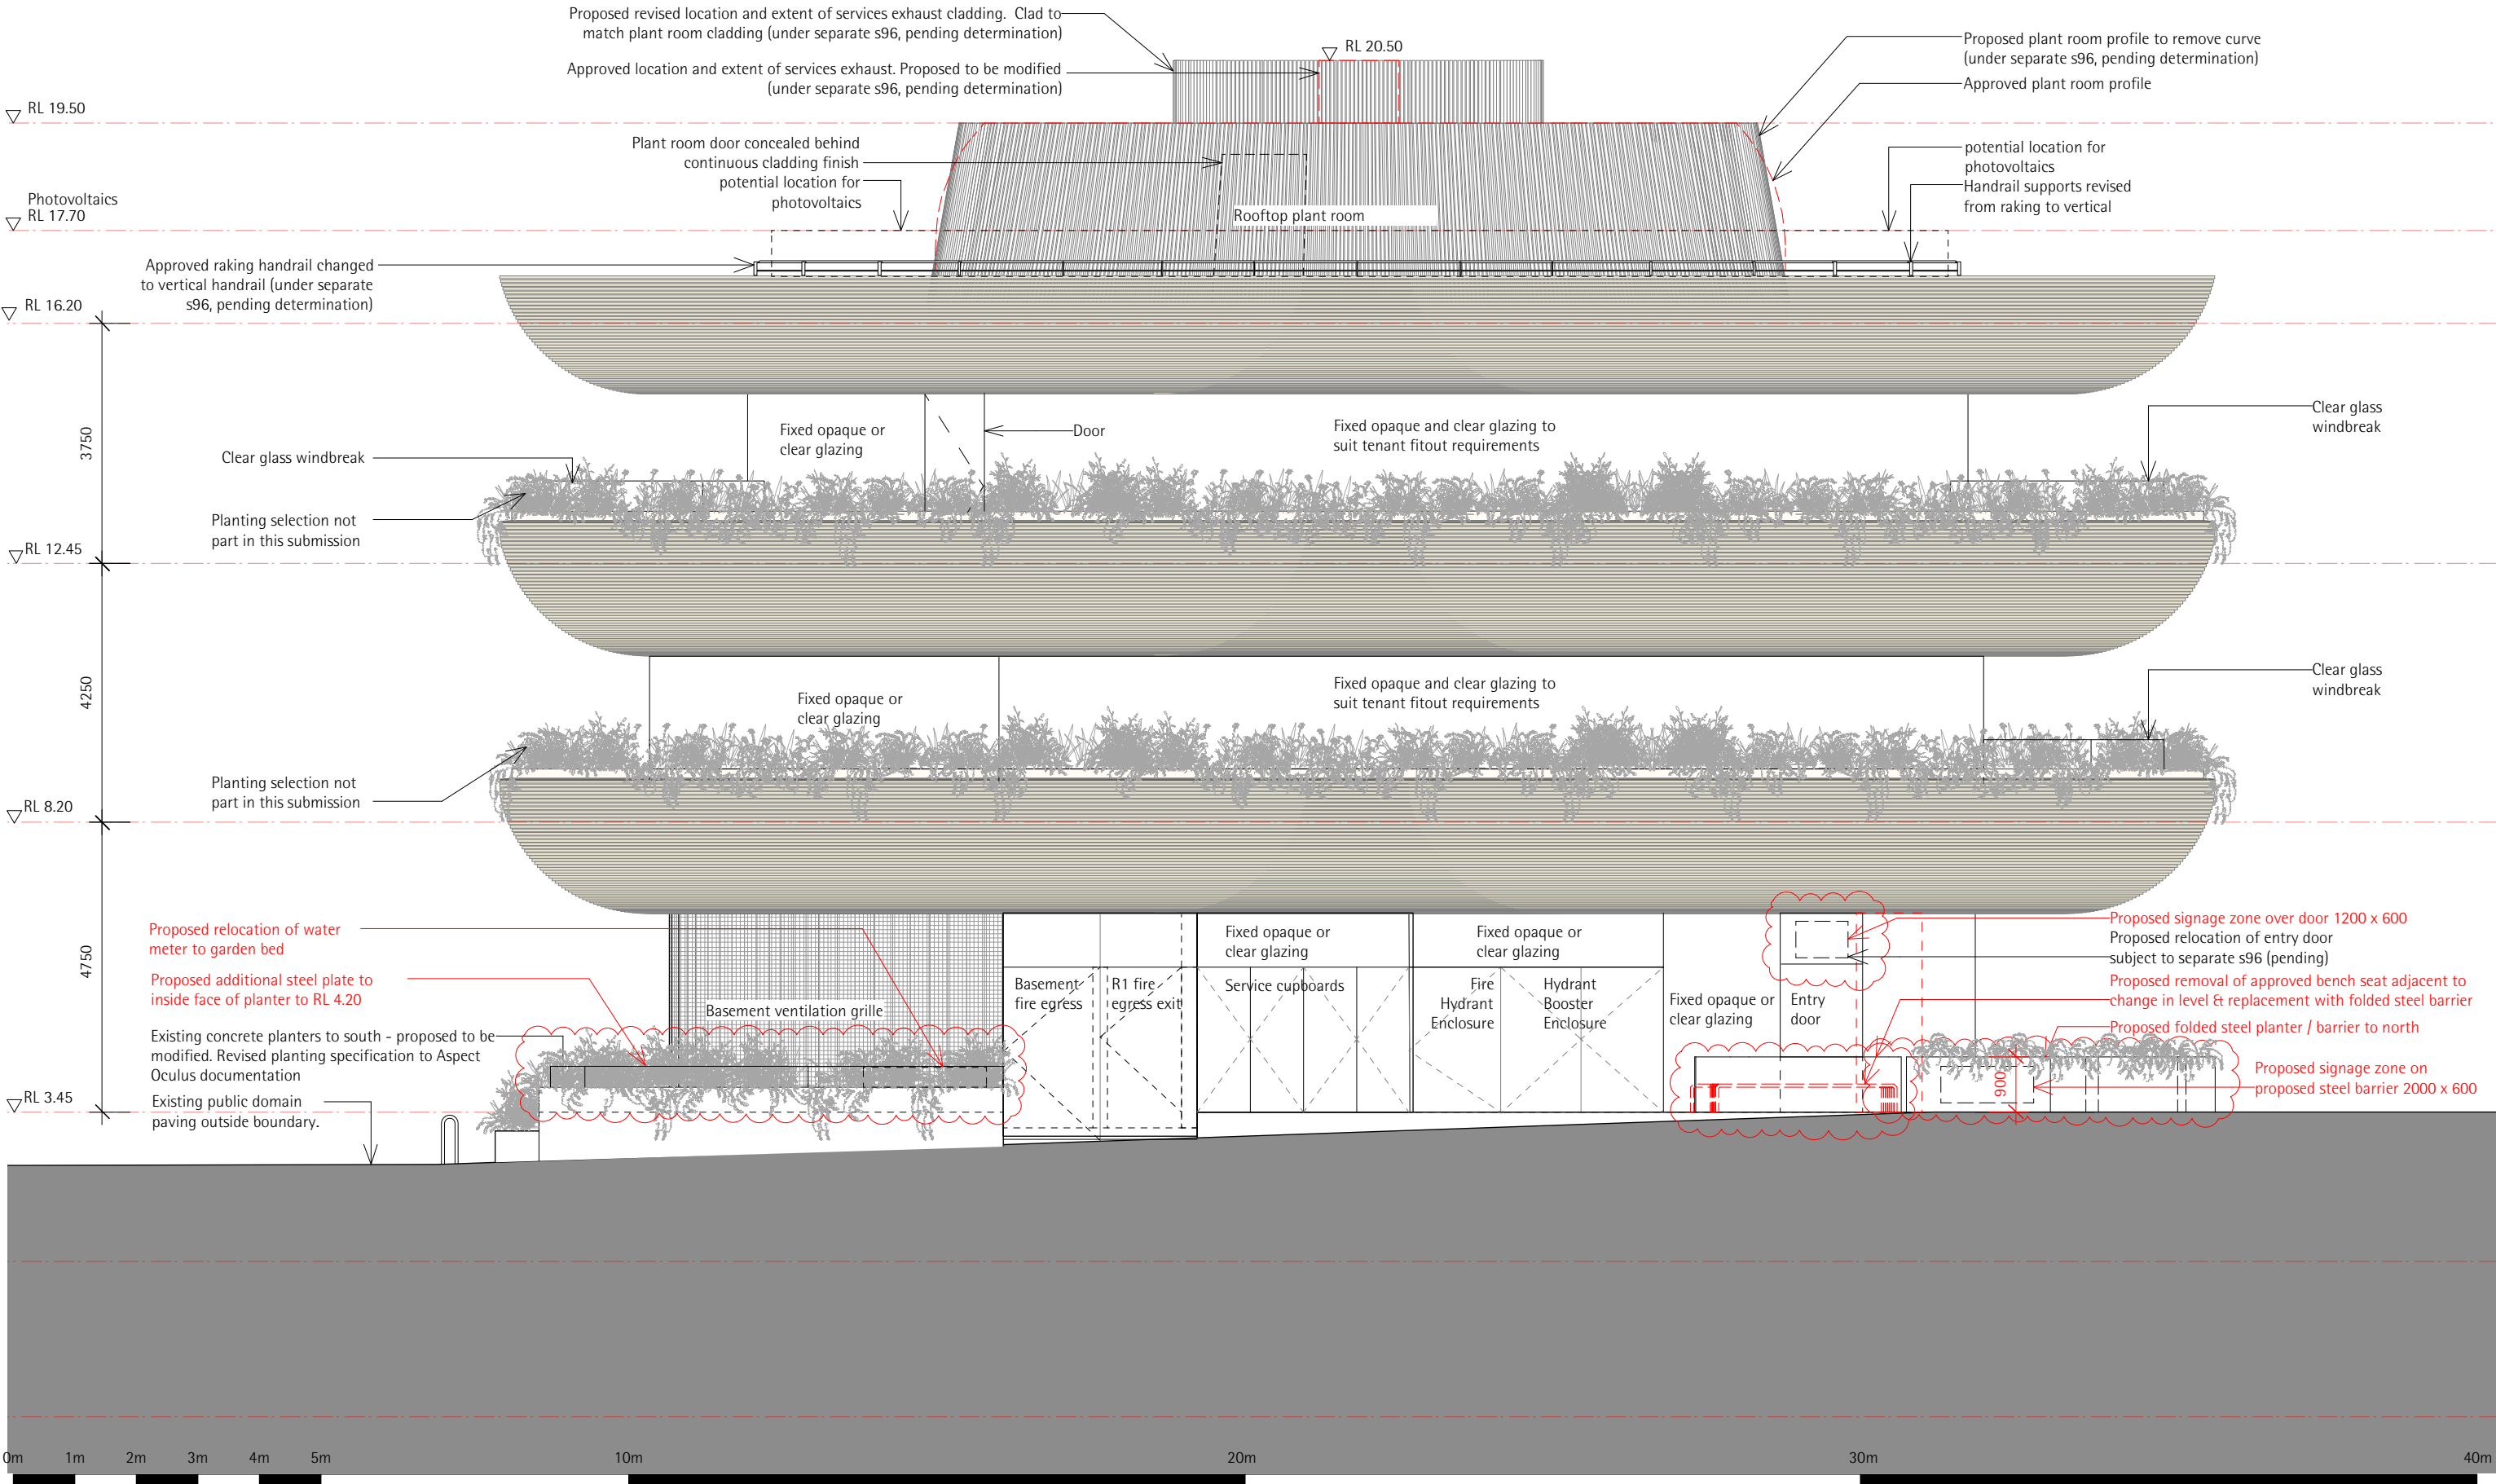 Proposed revised location and extent of services exhaust cladding. Clad to
match plant room cladding (under separate s96, pending determination)
RL 20.50
Approved location and extent of services exhaust. Proposed to be modified
(under separate s96, pending determination)
Proposed plant room profile to remove curve
(under separate s96, pending determination)
Approved plant room profile
RL 19.50
Plant room door concealed behind
continuous cladding finish
potential location for
photovoltaics
potential location for
photovoltaics
Handrail supports revised
from raking to vertical
Photovoltaics
RL 17.70
Rooftop plant room
Approved raking handrail changed
to vertical handrail (under separate
s96, pending determination)
RL 16.20
3750
Fixed opaque or
clear glazing
Door
Fixed opaque and clear glazing to
suit tenant fitout requirements
Clear glass
windbreak
Clear glass windbreak
Planting selection not
part in this submission
RL 12.45
4250
Fixed opaque or
clear glazing
Fixed opaque and clear glazing to
suit tenant fitout requirements
Clear glass
windbreak
Planting selection not
part in this submission
RL 8.20
4750
Proposed relocation of water
meter to garden bed
Proposed additional steel plate to
inside face of planter to RL 4.20
Existing concrete planters to south - proposed to be
modified. Revised planting specification to Aspect
Oculus documentation
RL 3.45
Existing public domain
paving outside boundary.
Basement ventilation grille
Basement
fire egress
R1 fire
egress exit
Fixed opaque or
clear glazing
Service cupboards
Fixed opaque or
clear glazing
Fire
Hydrant
Enclosure
Hydrant
Booster
Enclosure
Fixed opaque or
clear glazing
Entry
door
Proposed signage zone over door 1200 x 600
Proposed relocation of entry door
subject to separate s96 (pending)
Proposed removal of approved bench seat adjacent to
change in level & replacement with folded steel barrier
Proposed folded steel planter / barrier to north
900
Proposed signage zone on
proposed steel barrier 2000 x 600
0m 1m 2m 3m 4m 5m 10m 20m 30m 40m